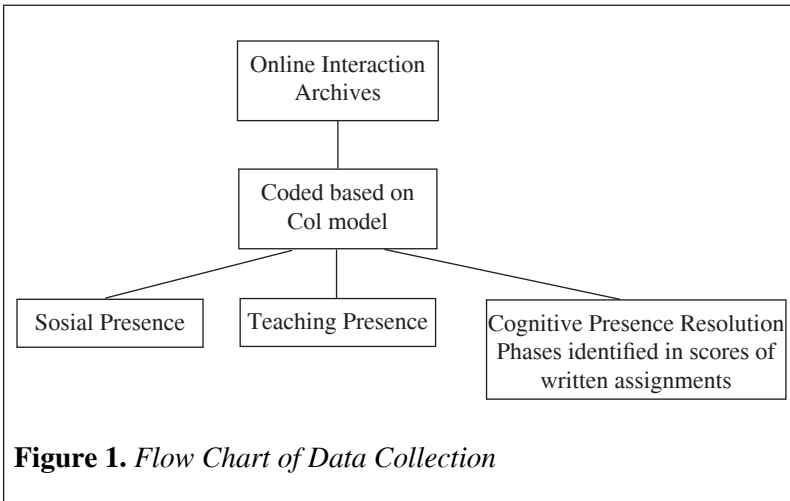 Online Interaction
Archives
Coded based on
Col model
Sosial Presence
Teaching Presence
Cognitive Presence Resolution
Phases identified in scores of
written assignments
Figure 1. Flow Chart of Data Collection